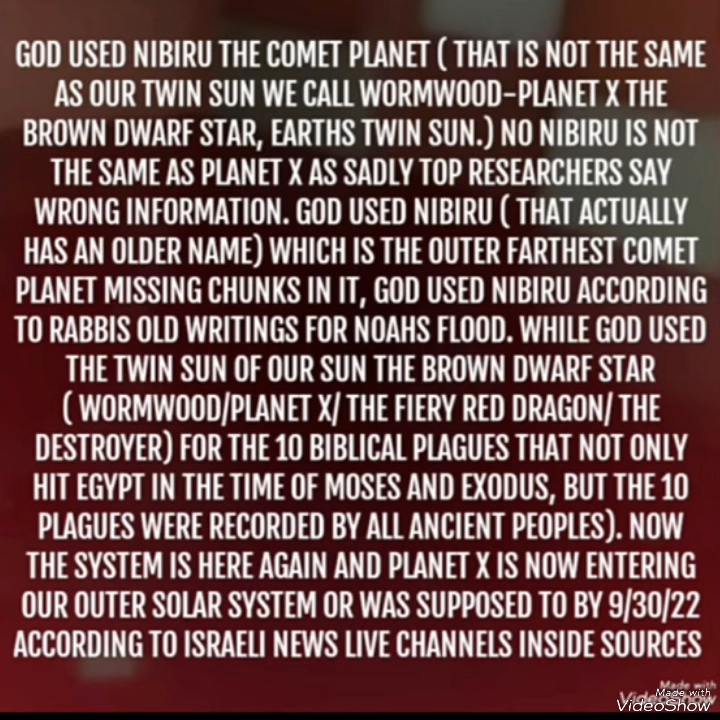 GOD USED NIBIRU THE COMET PLANET ( THAT IS NOT THE SAME
AS OUR TWIN SUN WE CALL WORMWOOD-PLANET X THE
BROWN DWARF STAR, EARTHS TWIN SUN.) NO NIBIRU IS NOT
THE SAME AS PLANET X AS SADLY TOP RESEARCHERS SAY
WRONG INFORMATION. GOD USED NIBIRU ( THAT ACTUALLY
HAS AN OLDER NAME) WHICH IS THE OUTER FARTHEST COMET
PLANET MISSING CHUNKS IN IT, GOD USED NIBIRU ACCORDING
TO RABBIS OLD WRITINGS FOR NOAHS FLOOD. WHILE GOD USED
THE TWIN SUN OF OUR SUN THE BROWN DWARF STAR
( WORMWOOD/PLANET X/ THE FIERY RED DRAGON/ THE
DESTROYER) FOR THE 10 BIBLICAL PLAGUES THAT NOT ONLY
HIT EGYPT IN THE TIME OF MOSES AND EXODUS, BUT THE 10
PLAGUES WERE RECORDED BY ALL ANCIENT PEOPLES). NOW
THE SYSTEM IS HERE AGAIN AND PLANET X IS NOW ENTERING
OUR OUTER SOLAR SYSTEM OR WAS SUPPOSED TO BY 9/30/22
ACCORDING TO ISRAELI NEWS LIVE CHANNELS INSIDE SOURCES
Made with
Made with
VideoShow
VideoShow